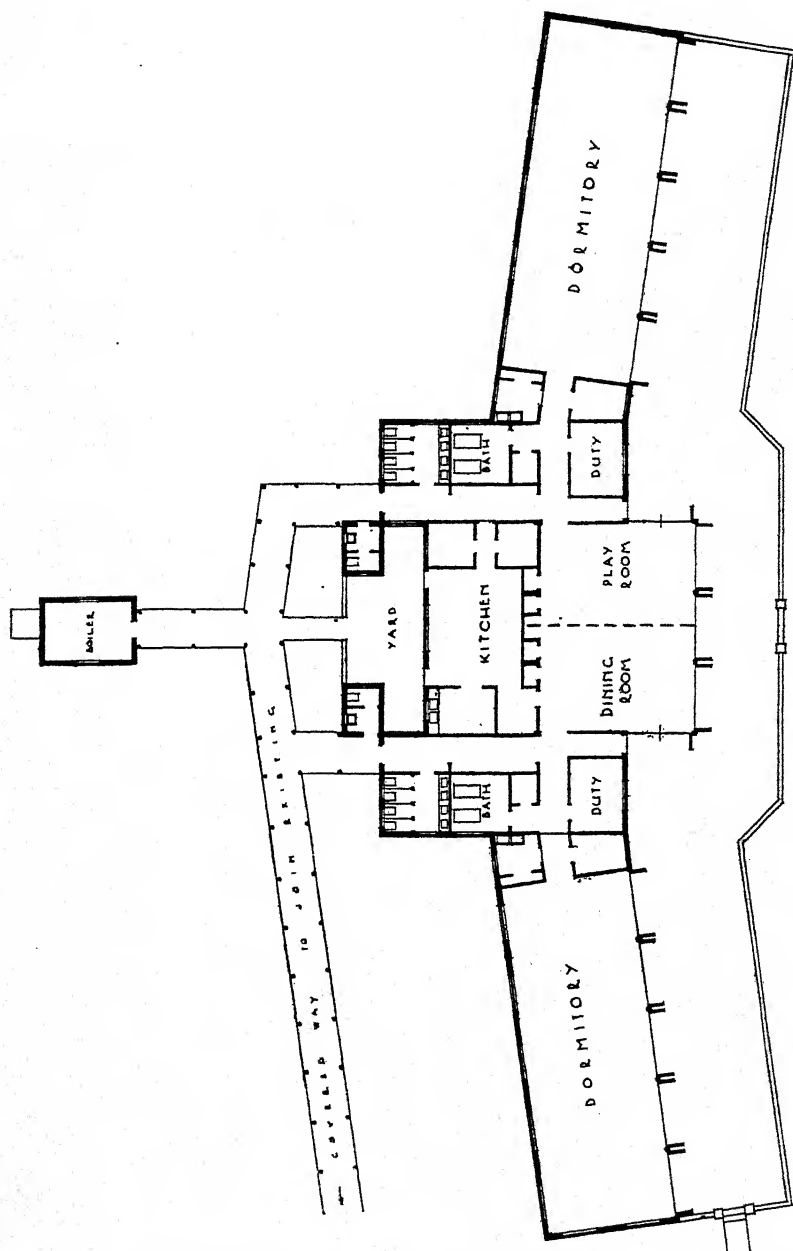 DORMITORY
BATH
DUTY
BOILER
YARD
KITCHEN
PLAY
ROOM
DINING
ROOM
BATH
DUTY
COVERED WAY TO JOIN EXISTING
DORMITORY